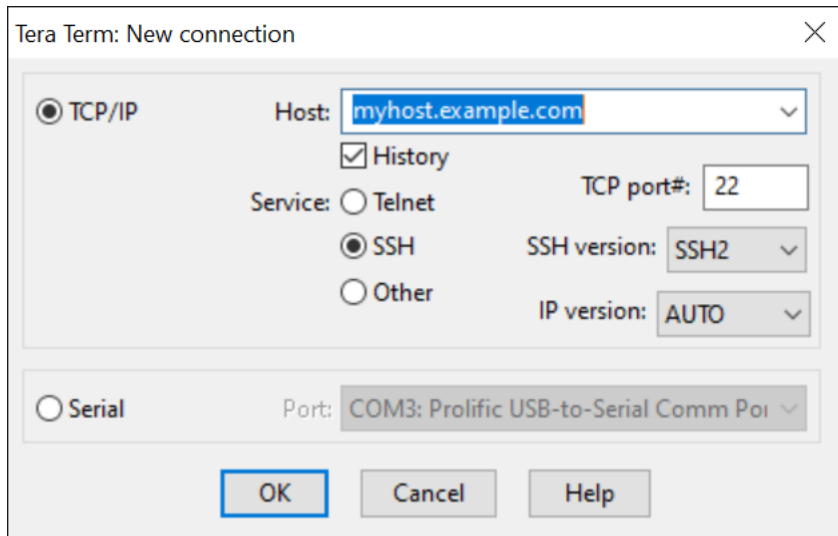 Tera Term: New connection
TCP/IP Host: myhost.example.com
History
Service: Telnet TCP port#: 22
SSH SSH version: SSH2
Other IP version: AUTO
Serial Port: COM3: Prolific USB-to-Serial Comm Poi
OK Cancel Help